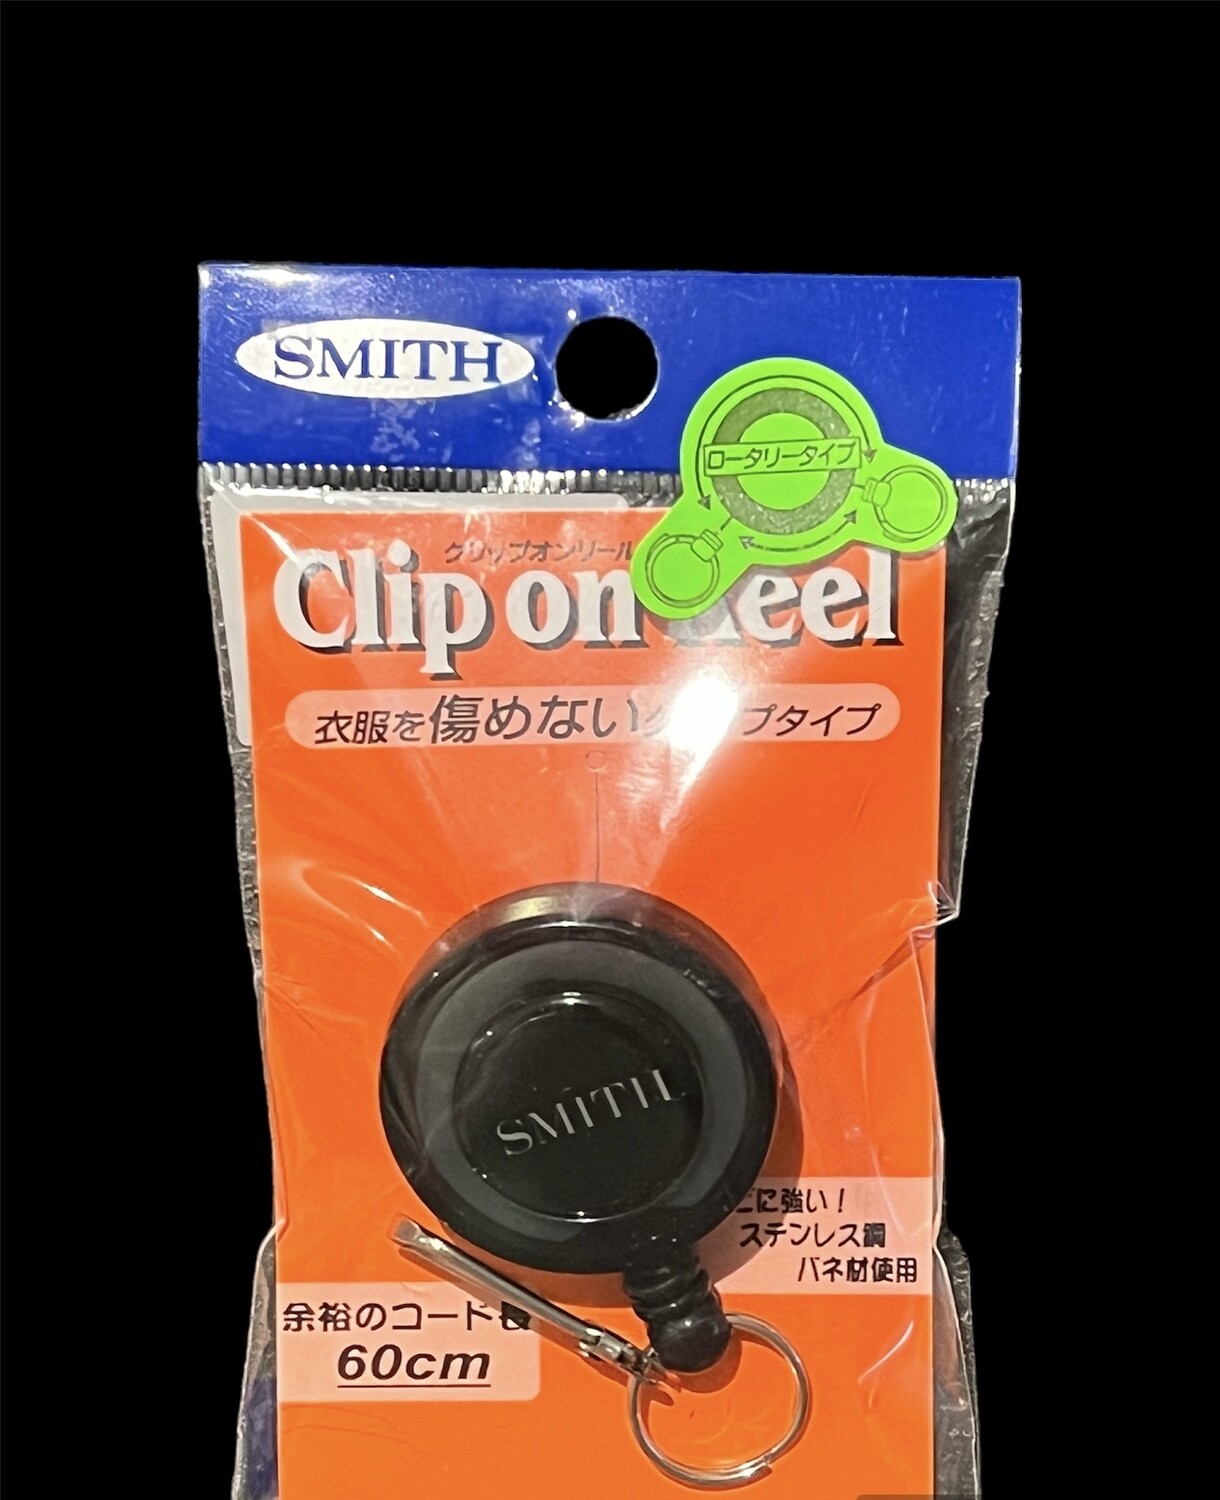 SMITH
ロータリータイプ
クリップオンリール
Clip on Reel
衣服を傷めない プタイプ
SMITH
に強い！
ステンレス鋼
バネ材使用
余裕のコード長
60cm